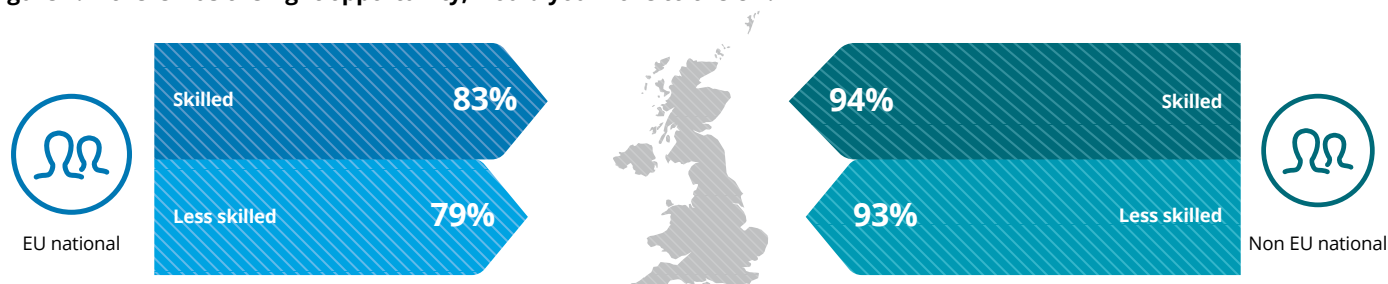 Skilled
83%
94%
Skilled
Less skilled
79%
93%
Less skilled
EU national
Non EU national